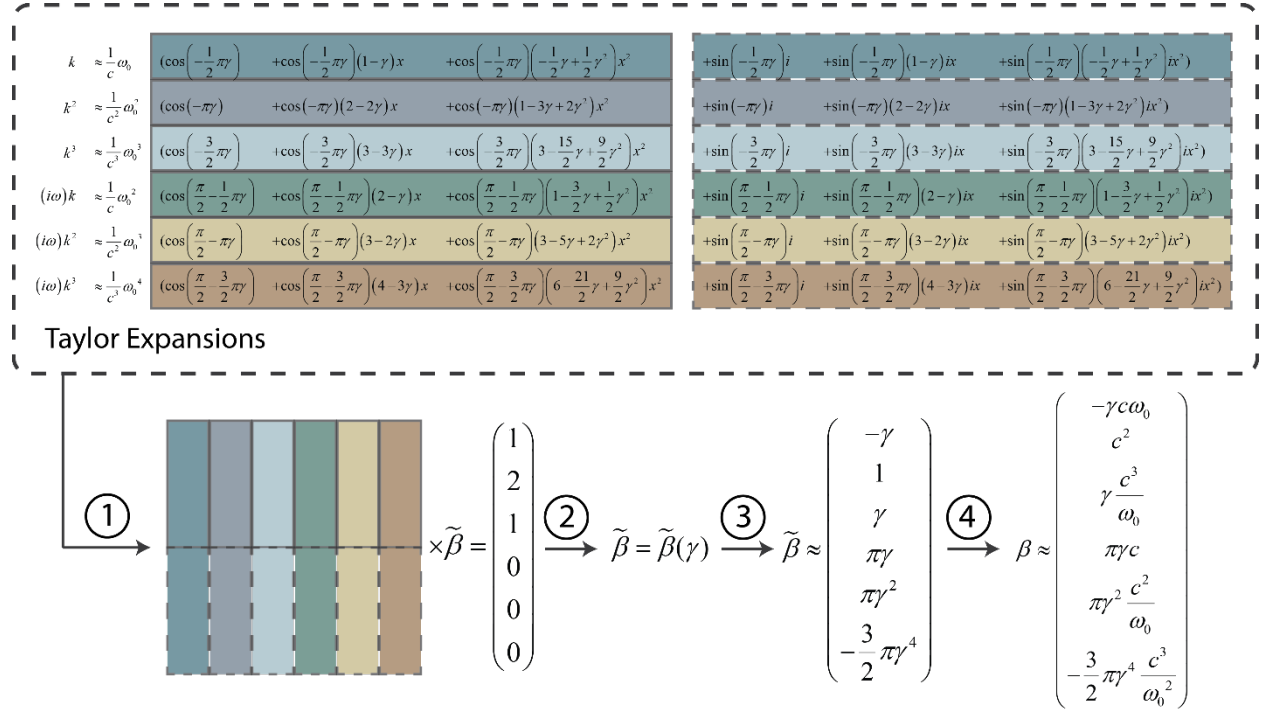 k ≈ 1/c ω₀ (cos(-1/2 πγ) +cos(-1/2 πγ)(1-γ)x +cos(-1/2 πγ)(-1/2 γ+1/2 γ²)x² +sin(-1/2 πγ)i +sin(-1/2 πγ)(1-γ)ix +sin(-1/2 πγ)(-1/2 γ+1/2 γ²)ix²)
k² ≈ 1/c² ω₀² (cos(-πγ) +cos(-πγ)(2-2γ)x +cos(-πγ)(1-3γ+2γ²)x² +sin(-πγ)i +sin(-πγ)(2-2γ)ix +sin(-πγ)(1-3γ+2γ²)ix²)
k³ ≈ 1/c³ ω₀³ (cos(-3/2 πγ) +cos(-3/2 πγ)(3-3γ)x +cos(-3/2 πγ)(3-15/2 γ+9/2 γ²)x² +sin(-3/2 πγ)i +sin(-3/2 πγ)(3-3γ)ix +sin(-3/2 πγ)(3-15/2 γ+9/2 γ²)ix²)
(iω)k ≈ 1/c ω₀² (cos(π/2-1/2 πγ) +cos(π/2-1/2 πγ)(2-γ)x +cos(π/2-1/2 πγ)(1-3/2 γ+1/2 γ²)x² +sin(π/2-1/2 πγ)i +sin(π/2-1/2 πγ)(2-γ)ix +sin(π/2-1/2 πγ)(1-3/2 γ+1/2 γ²)ix²)
(iω)k² ≈ 1/c² ω₀³ (cos(π/2-πγ) +cos(π/2-πγ)(3-2γ)x +cos(π/2-πγ)(3-5γ+2γ²)x² +sin(π/2-πγ)i +sin(π/2-πγ)(3-2γ)ix +sin(π/2-πγ)(3-5γ+2γ²)ix²)
(iω)k³ ≈ 1/c³ ω₀⁴ (cos(π/2-3/2 πγ) +cos(π/2-3/2 πγ)(4-3γ)x +cos(π/2-3/2 πγ)(6-21/2 γ+9/2 γ²)x² +sin(π/2-3/2 πγ)i +sin(π/2-3/2 πγ)(4-3γ)ix +sin(π/2-3/2 πγ)(6-21/2 γ+9/2 γ²)ix²)
Taylor Expansions
①
×β̃ =
1
2
1
0
0
0
②
β̃ = β̃(γ)
③
β̃ ≈
-γ
1
γ
πγ
πγ²
-3/2 πγ⁴
④
β ≈
-γcω₀
c²
γ c³/ω₀
πγc
πγ² c²/ω₀
-3/2 πγ⁴ c³/ω₀²